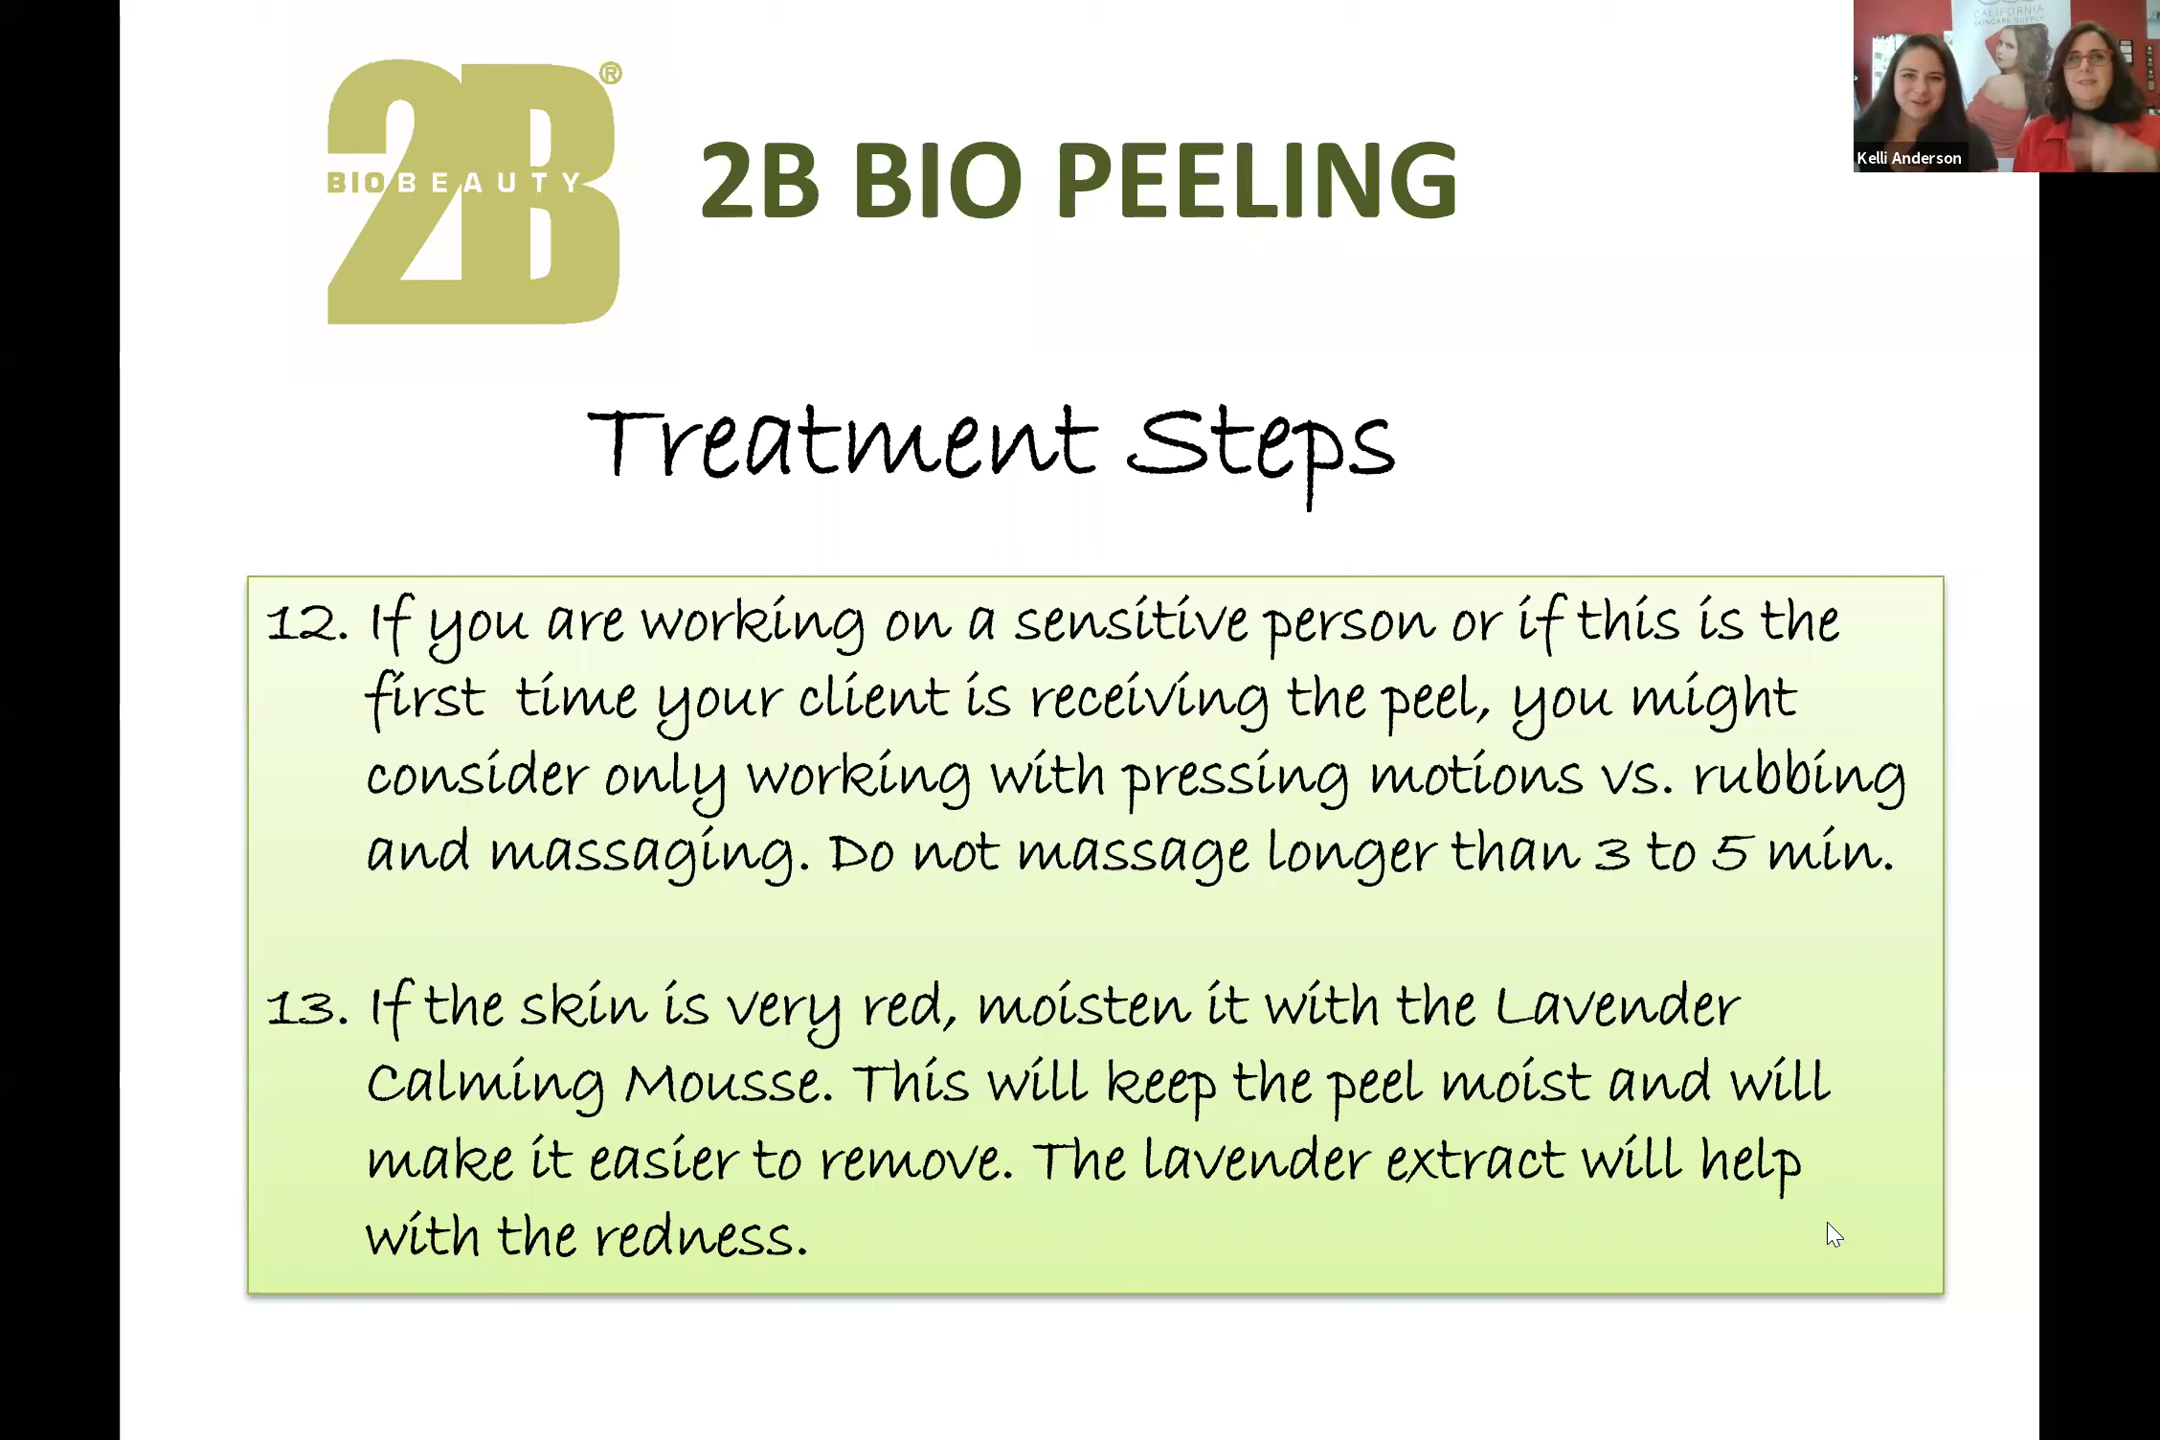 2B®
BIOBEAUTY
2B BIO PEELING
CALIFORNIA
SKINCARE SUPPLY
Kelli Anderson
Treatment Steps
12. If you are working on a sensitive person or if this is the
first time your client is receiving the peel, you might
consider only working with pressing motions vs. rubbing
and massaging. Do not massage longer than 3 to 5 min.
13. If the skin is very red, moisten it with the Lavender
Calming Mousse. This will keep the peel moist and will
make it easier to remove. The lavender extract will help
with the redness.